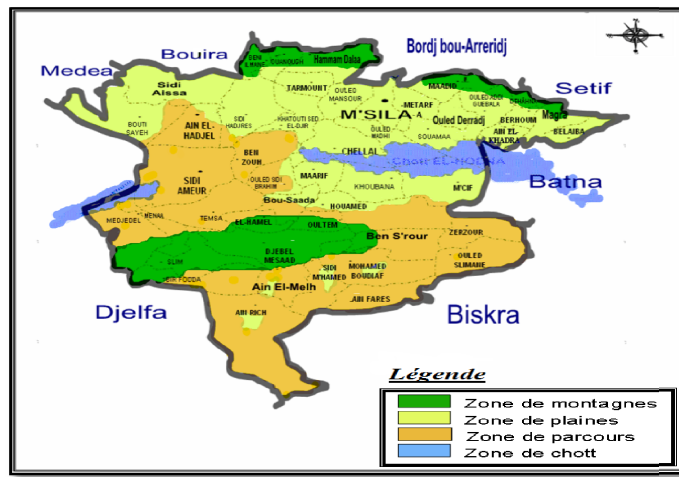 Bordj bou-Arreridj
Bouira
Medea
Setif
Hammam Dalaa
OUANOUGH
Sidi Aissa
TARMOUNT
OULED MANSOUR
MAADID
METARF
M'SILA-A
OULED ADDI GUEBALA
Magra
BERHOUM
BELAIBA
BOUTI SAYEH
SIDI HADJRES
KHATOUTI SED EL-DJIR
OULED MADHI
Ouled Derradj
SOUAMAA
AIN EL KHADRA
AIN EL-HADJEL
BEN ZOUH
CHELLAL
Chott EL-HODNA
Batna
SIDI AMEUR
OULED SIDI BRAHIM
MAARIF
KHOUBANA
M'CIF
Bou-Saada
HOUAMED
MEDJEDEL
MENAA
TEMSA
EL-HAMEL
OULTEM
Ben S'rour
ZERZOUR
SLIM
DJEBEL MESAAD
OULED SLIMANE
Ain El-Melh
SIDI M'HAMED
MOHAMED BOUDIAF
AIN FARES
AIN RICH
Djelfa
Biskra
Légende
Zone de montagnes
Zone de plaines
Zone de parcours
Zone de chott